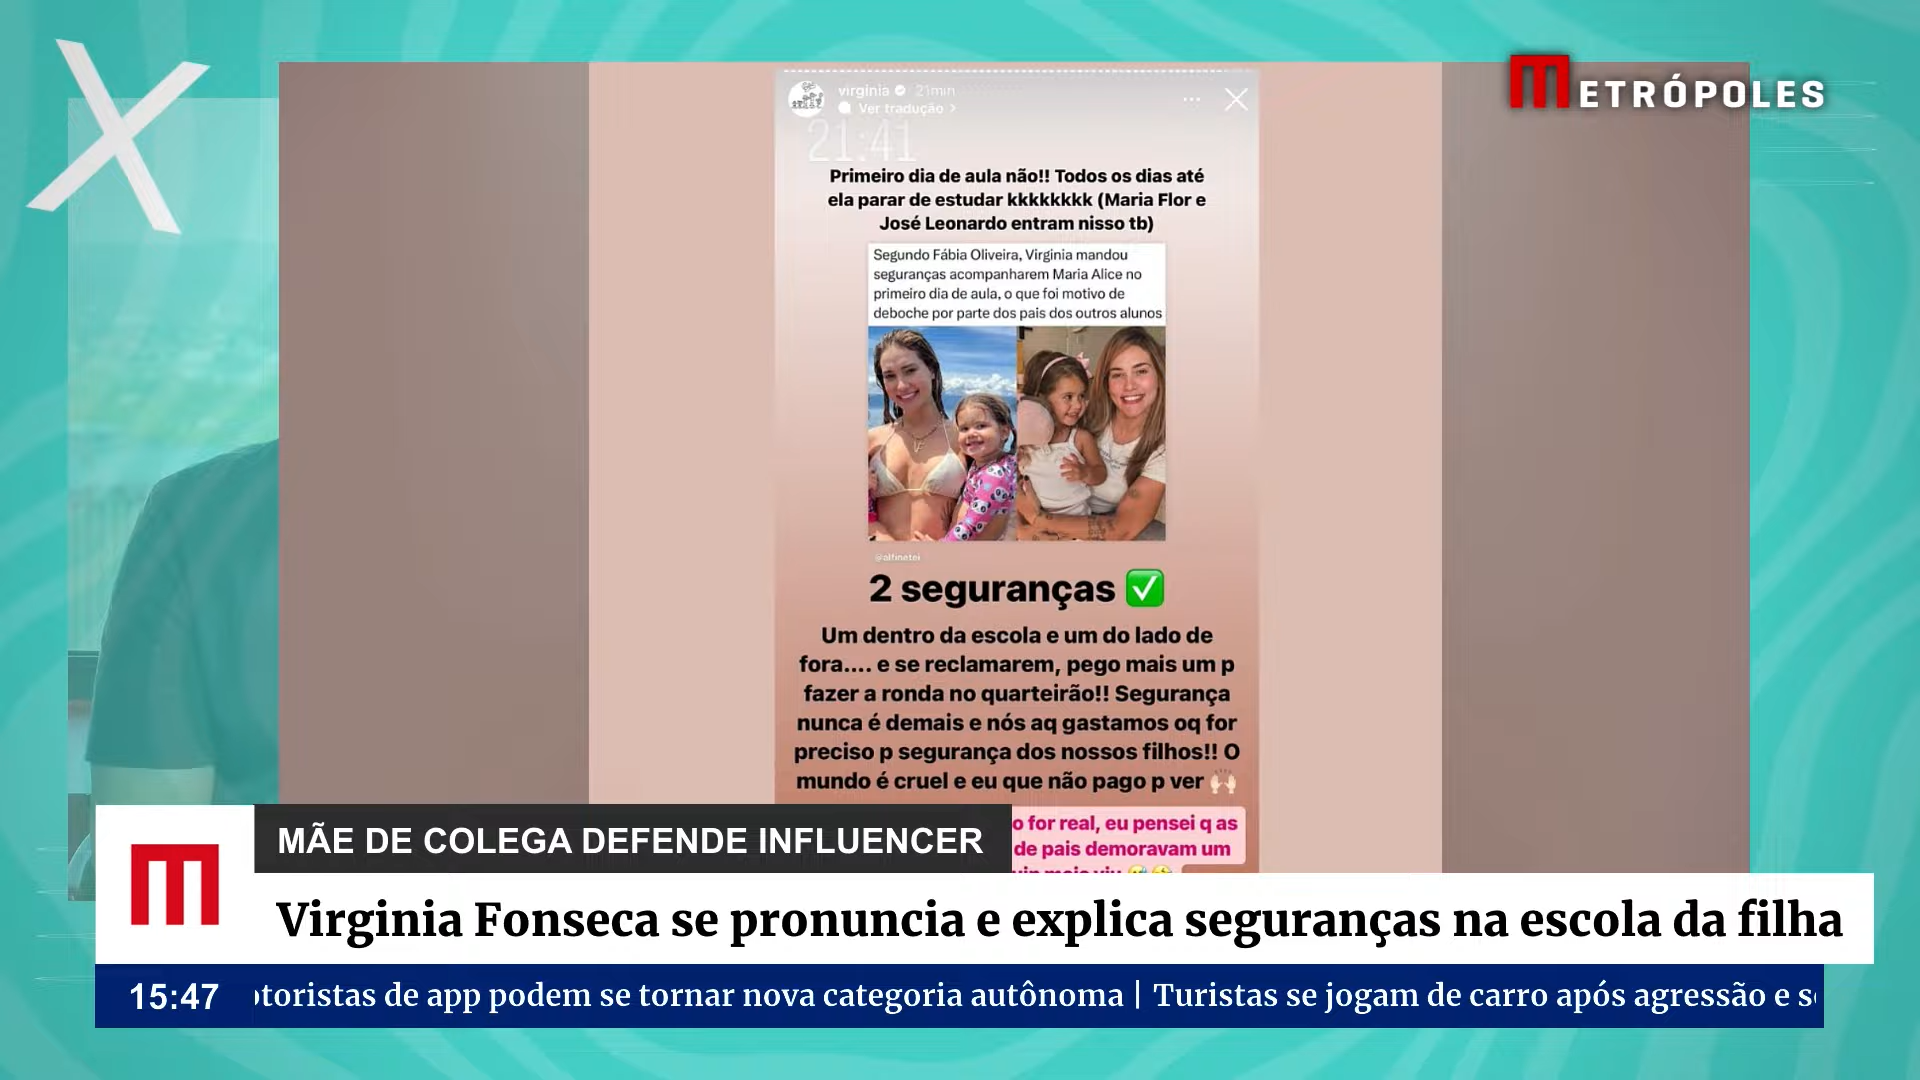 METRÓPOLES
virginia 21min
Ver tradução >
21:41
Primeiro dia de aula não!! Todos os dias até
ela parar de estudar kkkkkkkk (Maria Flor e
José Leonardo entram nisso tb)
Segundo Fábia Oliveira, Virginia mandou
seguranças acompanharem Maria Alice no
primeiro dia de aula, o que foi motivo de
deboche por parte dos pais dos outros alunos
@alfinetei
2 seguranças ✅
Um dentro da escola e um do lado de
fora.... e se reclamarem, pego mais um p
fazer a ronda no quarteirão!! Segurança
nunca é demais e nós aq gastamos oq for
preciso p segurança dos nossos filhos!! O
mundo é cruel e eu que não pago p ver 🙌🏻
o for real, eu pensei q as
de pais demoravam um
MÃE DE COLEGA DEFENDE INFLUENCER
Virginia Fonseca se pronuncia e explica seguranças na escola da filha
15:47 otoristas de app podem se tornar nova categoria autônoma | Turistas se jogam de carro após agressão e